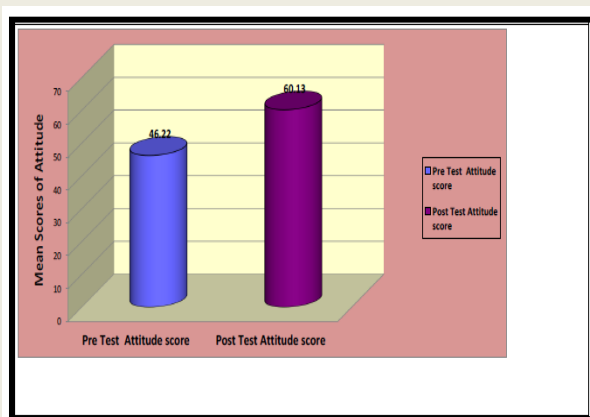 Mean Scores of Attitude
70
60
50
40
30
20
10
0
46.22
60.13
Pre Test Attitude score
Post Test Attitude score
Pre Test Attitude
score
Post Test Attitude
score